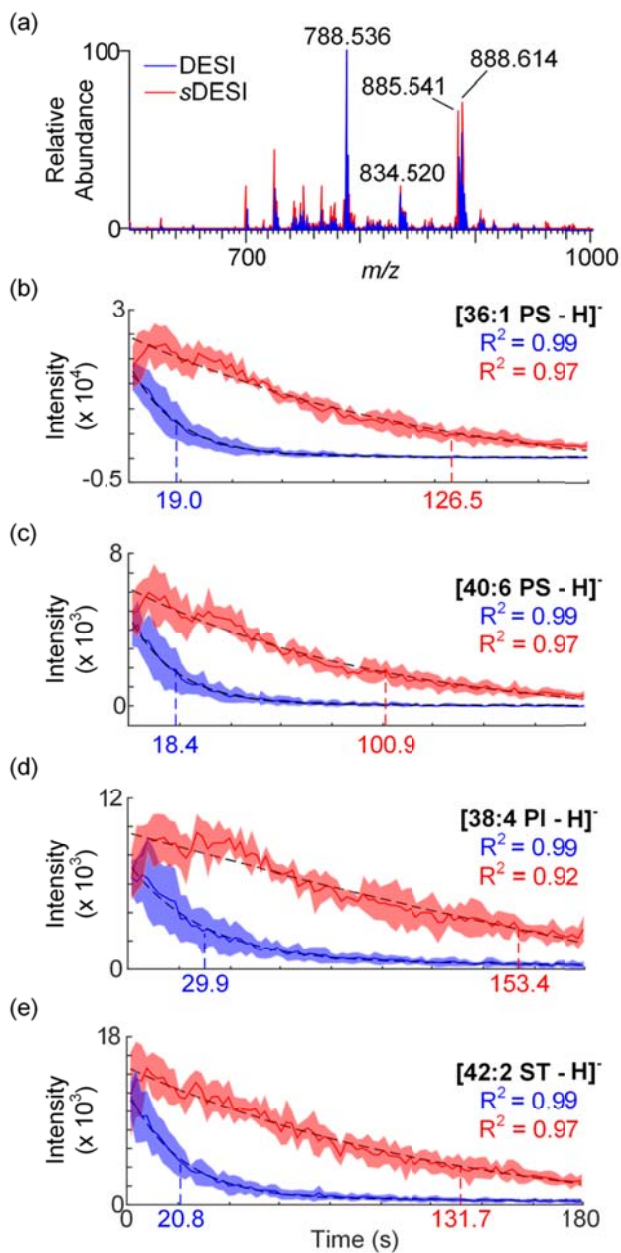 (a)
100
Relative
Abundance
0
DESI
sDESI
788.536
885.541
888.614
834.520
700
m/z
1000
(b)
3
Intensity
(x 10⁴)
-0.5
[36:1 PS - H]⁻
R² = 0.99
R² = 0.97
19.0
126.5
(c)
8
Intensity
(x 10³)
0
[40:6 PS - H]⁻
R² = 0.99
R² = 0.97
18.4
100.9
(d)
12
Intensity
(x 10³)
0
[38:4 PI - H]⁻
R² = 0.99
R² = 0.92
29.9
153.4
(e)
18
Intensity
(x 10³)
0
[42:2 ST - H]⁻
R² = 0.99
R² = 0.97
0
20.8
Time (s)
131.7
180